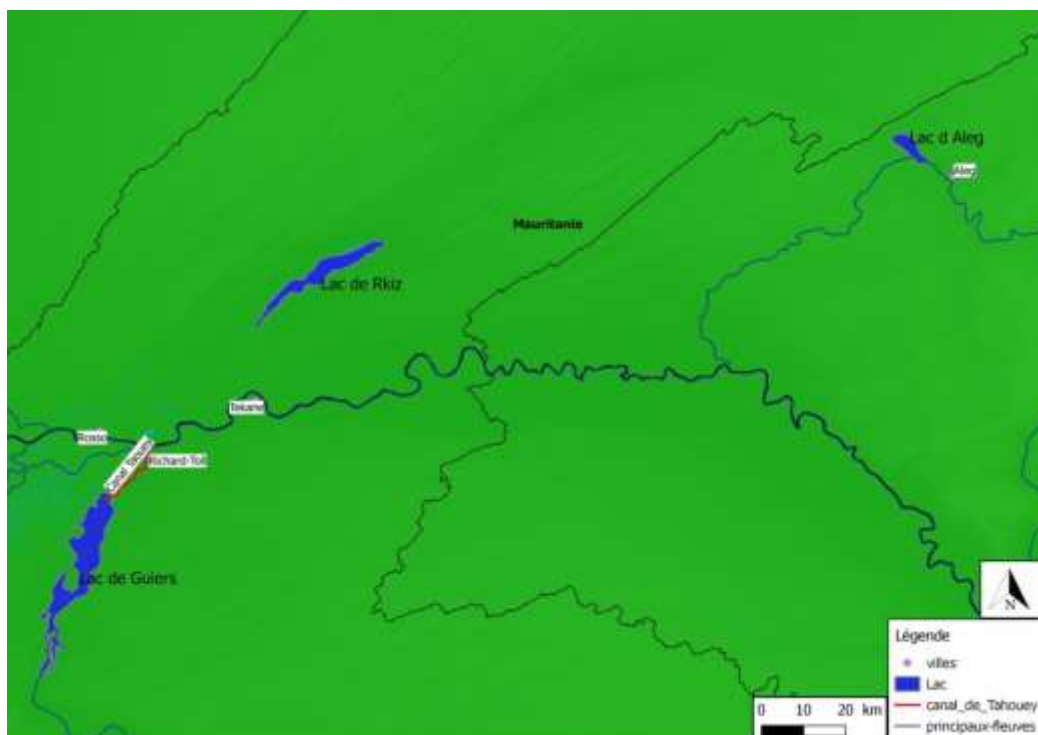 Lac d Aleg
Aleg
Mauritanie
Lac de Rkiz
Tekane
Rosso
Canal Taouey
Richard-Toll
Lac de Guiers
N
Légende
villes
Lac
canal_de_Tahouey
principaux-fleuves
0 10 20 km